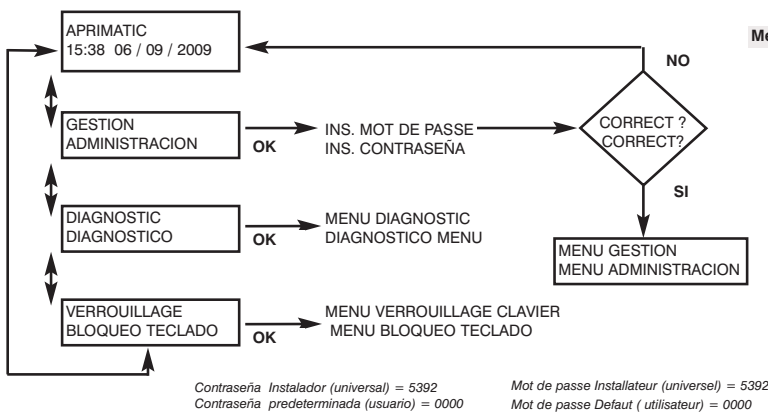 APRIMATIC
15:38 06 / 09 / 2009
NO
GESTION
ADMINISTRACION
OK
INS. MOT DE PASSE
INS. CONTRASEÑA
CORRECT ?
CORRECT?
SI
DIAGNOSTIC
DIAGNOSTICO
OK
MENU DIAGNOSTIC
DIAGNOSTICO MENU
MENU GESTION
MENU ADMINISTRACION
VERROUILLAGE
BLOQUEO TECLADO
OK
MENU VERROUILLAGE CLAVIER
MENU BLOQUEO TECLADO
Contraseña Instalador (universal) = 5392
Contraseña predeterminada (usuario) = 0000
Mot de passe Installateur (universel) = 5392
Mot de passe Defaut ( utilisateur) = 0000